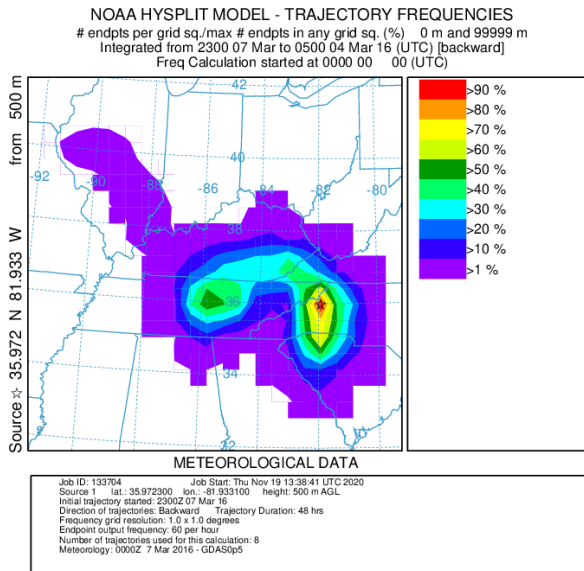 NOAA HYSPLIT MODEL - TRAJECTORY FREQUENCIES
# endpts per grid sq./max # endpts in any grid sq. (%) 0 m and 99999 m
Integrated from 2300 07 Mar to 0500 04 Mar 16 (UTC) [backward]
Freq Calculation started at 0000 00 00 (UTC)
Source ☆ 35.972 N 81.933 W from 500 m
42
40
-92
-90
-88
-86
-84
-82
-80
38
36
34
32
>90 %
>80 %
>70 %
>60 %
>50 %
>40 %
>30 %
>20 %
>10 %
>1 %
METEOROLOGICAL DATA
Job ID: 133704 Job Start: Thu Nov 19 13:38:41 UTC 2020
Source 1 lat.: 35.972300 lon.: -81.933100 height: 500 m AGL
Initial trajectory started: 2300Z 07 Mar 16
Direction of trajectories: Backward Trajectory Duration: 48 hrs
Frequency grid resolution: 1.0 x 1.0 degrees
Endpoint output frequency: 60 per hour
Number of trajectories used for this calculation: 8
Meteorology: 0000Z 7 Mar 2016 - GDAS0p5